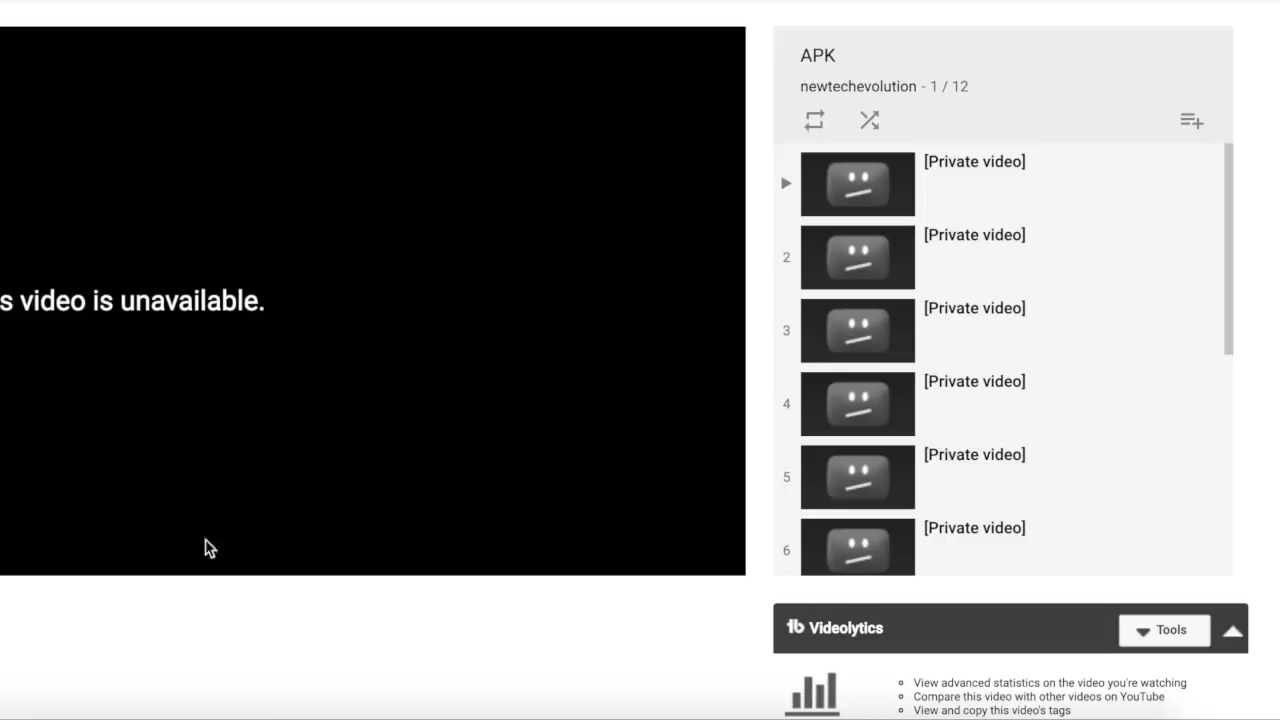 s video is unavailable.
APK
newtechevolution - 1 / 12
[Private video]
2
[Private video]
3
[Private video]
4
[Private video]
5
[Private video]
6
[Private video]
tb Videolytics
Tools
View advanced statistics on the video you're watching
Compare this video with other videos on YouTube
View and copy this video's tags